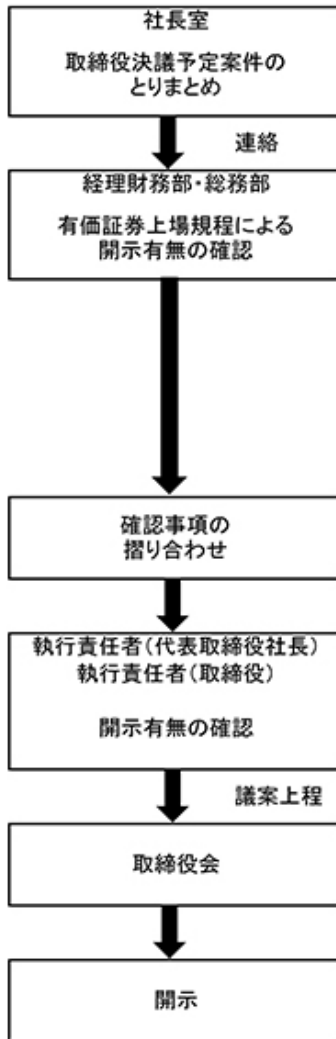 社長室
取締役決議予定案件の
とりまとめ
連絡
経理財務部・総務部
有価証券上場規程による
開示有無の確認
確認事項の
摺り合わせ
執行責任者（代表取締役社長）
執行責任者（取締役）
開示有無の確認
議案上程
取締役会
開示